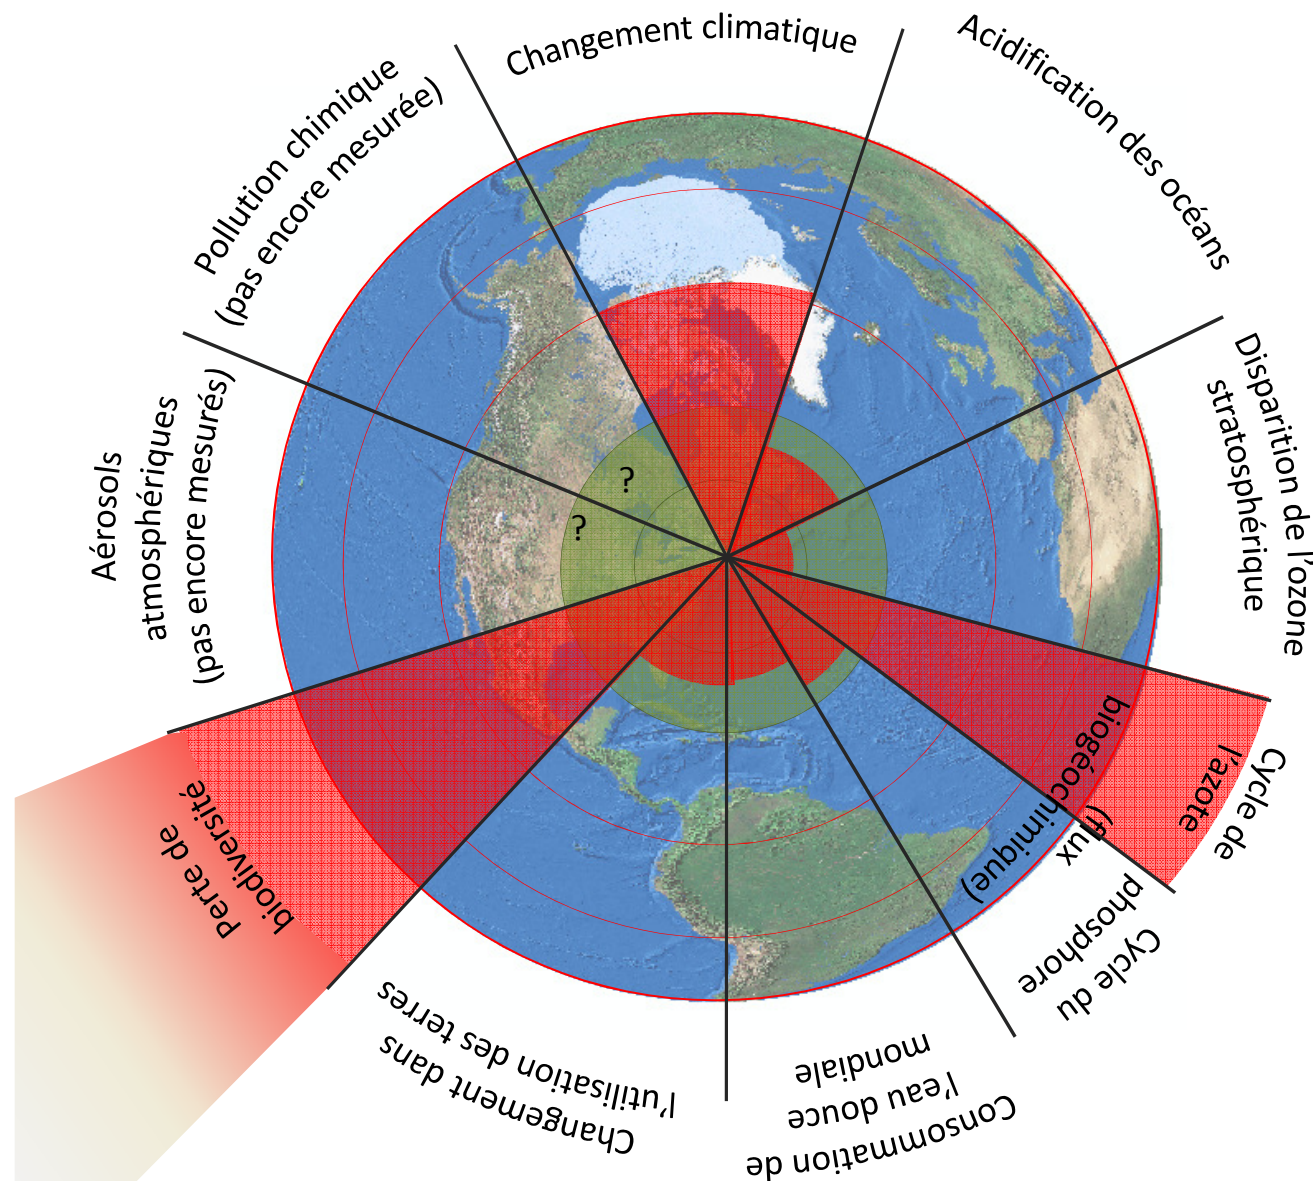 Changement climatique
Acidification des océans
Disparition de l’ozone
stratosphérique
Cycle de
l’azote
(flux
biogéochimique)
Cycle du
phosphore
Consommation de
l’eau douce
mondiale
Changement dans
l’utilisation des terres
Perte de
biodiversité
Aérosols
atmosphériques
(pas encore mesurés)
Pollution chimique
(pas encore mesurée)
?
?